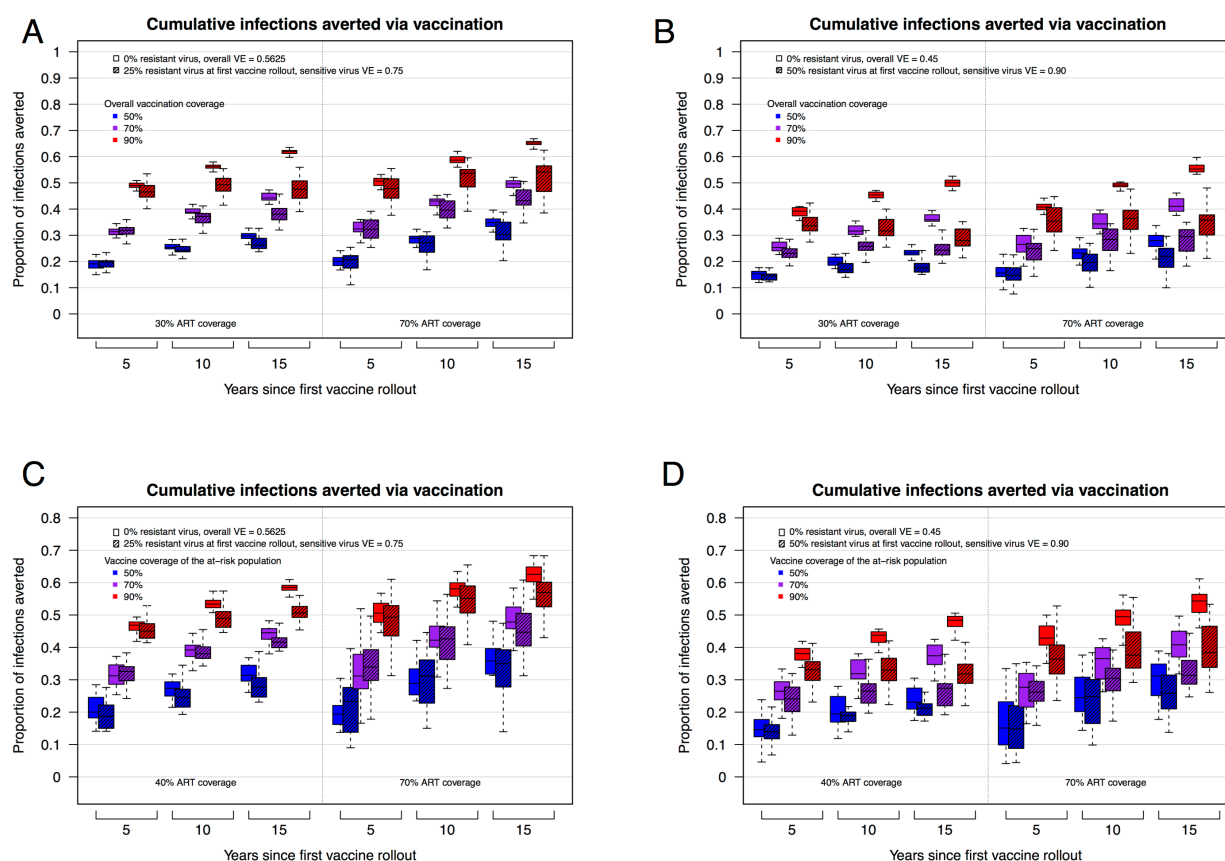 A
Cumulative infections averted via vaccination
0% resistant virus, overall VE = 0.5625
25% resistant virus at first vaccine rollout, sensitive virus VE = 0.75
Overall vaccination coverage
50%
70%
90%
Proportion of infections averted
1
0.9
0.8
0.7
0.6
0.5
0.4
0.3
0.2
0.1
0
30% ART coverage
70% ART coverage
5
10
15
5
10
15
Years since first vaccine rollout
B
Cumulative infections averted via vaccination
0% resistant virus, overall VE = 0.45
50% resistant virus at first vaccine rollout, sensitive virus VE = 0.90
Overall vaccination coverage
50%
70%
90%
Proportion of infections averted
1
0.9
0.8
0.7
0.6
0.5
0.4
0.3
0.2
0.1
0
30% ART coverage
70% ART coverage
5
10
15
5
10
15
Years since first vaccine rollout
C
Cumulative infections averted via vaccination
0% resistant virus, overall VE = 0.5625
25% resistant virus at first vaccine rollout, sensitive virus VE = 0.75
Vaccine coverage of the at−risk population
50%
70%
90%
Proportion of infections averted
0.8
0.7
0.6
0.5
0.4
0.3
0.2
0.1
0
40% ART coverage
70% ART coverage
5
10
15
5
10
15
Years since first vaccine rollout
D
Cumulative infections averted via vaccination
0% resistant virus, overall VE = 0.45
50% resistant virus at first vaccine rollout, sensitive virus VE = 0.90
Vaccine coverage of the at−risk population
50%
70%
90%
Proportion of infections averted
0.8
0.7
0.6
0.5
0.4
0.3
0.2
0.1
0
40% ART coverage
70% ART coverage
5
10
15
5
10
15
Years since first vaccine rollout